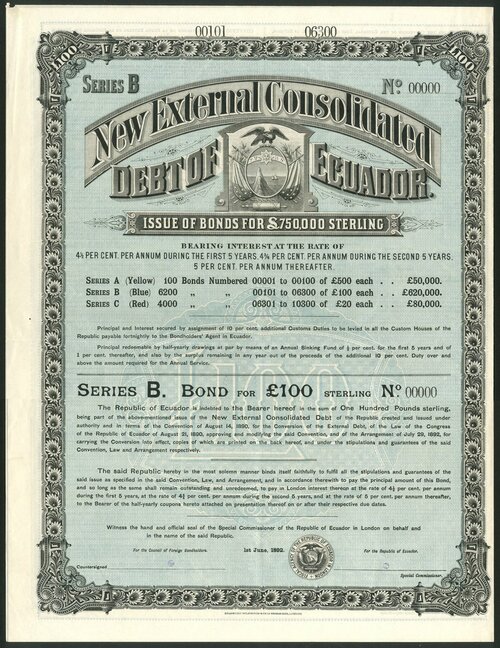 00101 06300
£100 £100
SERIES B Nº 00000
New External Consolidated
DEBT OF ECUADOR.
ISSUE OF BONDS FOR £750,000 STERLING
BEARING INTEREST AT THE RATE OF
4½ PER CENT. PER ANNUM DURING THE FIRST 5 YEARS. 4¾ PER CENT. PER ANNUM DURING THE SECOND 5 YEARS.
5 PER CENT. PER ANNUM THEREAFTER.
SERIES A (Yellow) 100 Bonds Numbered 00001 to 00100 of £500 each . . £50,000.
SERIES B (Blue) 6200 „ „ 00101 to 06300 of £100 each . . £620,000.
SERIES C (Red) 4000 „ „ 06301 to 10300 of £20 each . . £80,000.
Principal and Interest secured by assignment of 10 per cent. additional Customs Duties to be levied in all the Custom Houses of the
Republic payable fortnightly to the Bondholders' Agent in Ecuador.
Principal redeemable by half-yearly drawings at par by means of an Annual Sinking Fund of ½ per cent. for the first 5 years and of
1 per cent. thereafter, and also by the surplus remaining in any year out of the proceeds of the additional 10 per cent. Duty over and
above the amount required for the Annual Service.
SERIES B. BOND FOR £100 STERLING Nº 00000
The Republic of Ecuador is indebted to the Bearer hereof in the sum of One Hundred Pounds sterling,
being part of the above-mentioned issue of the New External Consolidated Debt of the Republic created and issued under
authority and in terms of the Convention of August 14, 1890, for the Conversion of the External Debt, of the Law of the Congress
of the Republic of Ecuador of August 21, 1890, approving and modifying the said Convention, and of the Arrangement of July 29, 1892, for
carrying the Conversion into effect, copies of which are printed on the back hereof, and under the stipulations and guarantees of the said
Convention, Law and Arrangement respectively.
The said Republic hereby in the most solemn manner binds itself faithfully to fulfil all the stipulations and guarantees of the
said issue as specified in the said Convention, Law, and Arrangement, and in accordance therewith to pay the principal amount of this Bond,
and so long as the same shall remain outstanding and unredeemed, to pay in London interest thereon at the rate of 4½ per cent. per annum
during the first 5 years, at the rate of 4¾ per cent. per annum during the second 5 years, and at the rate of 5 per cent. per annum thereafter,
to the Bearer of the half-yearly coupons hereto attached on presentation thereof on or after their respective due dates.
Witness the hand and official seal of the Special Commissioner of the Republic of Ecuador in London on behalf and
in the name of the said Republic.
For the Council of Foreign Bondholders. 1st June, 1892. For the Republic of Ecuador.
Countersigned
Special Commissioner.